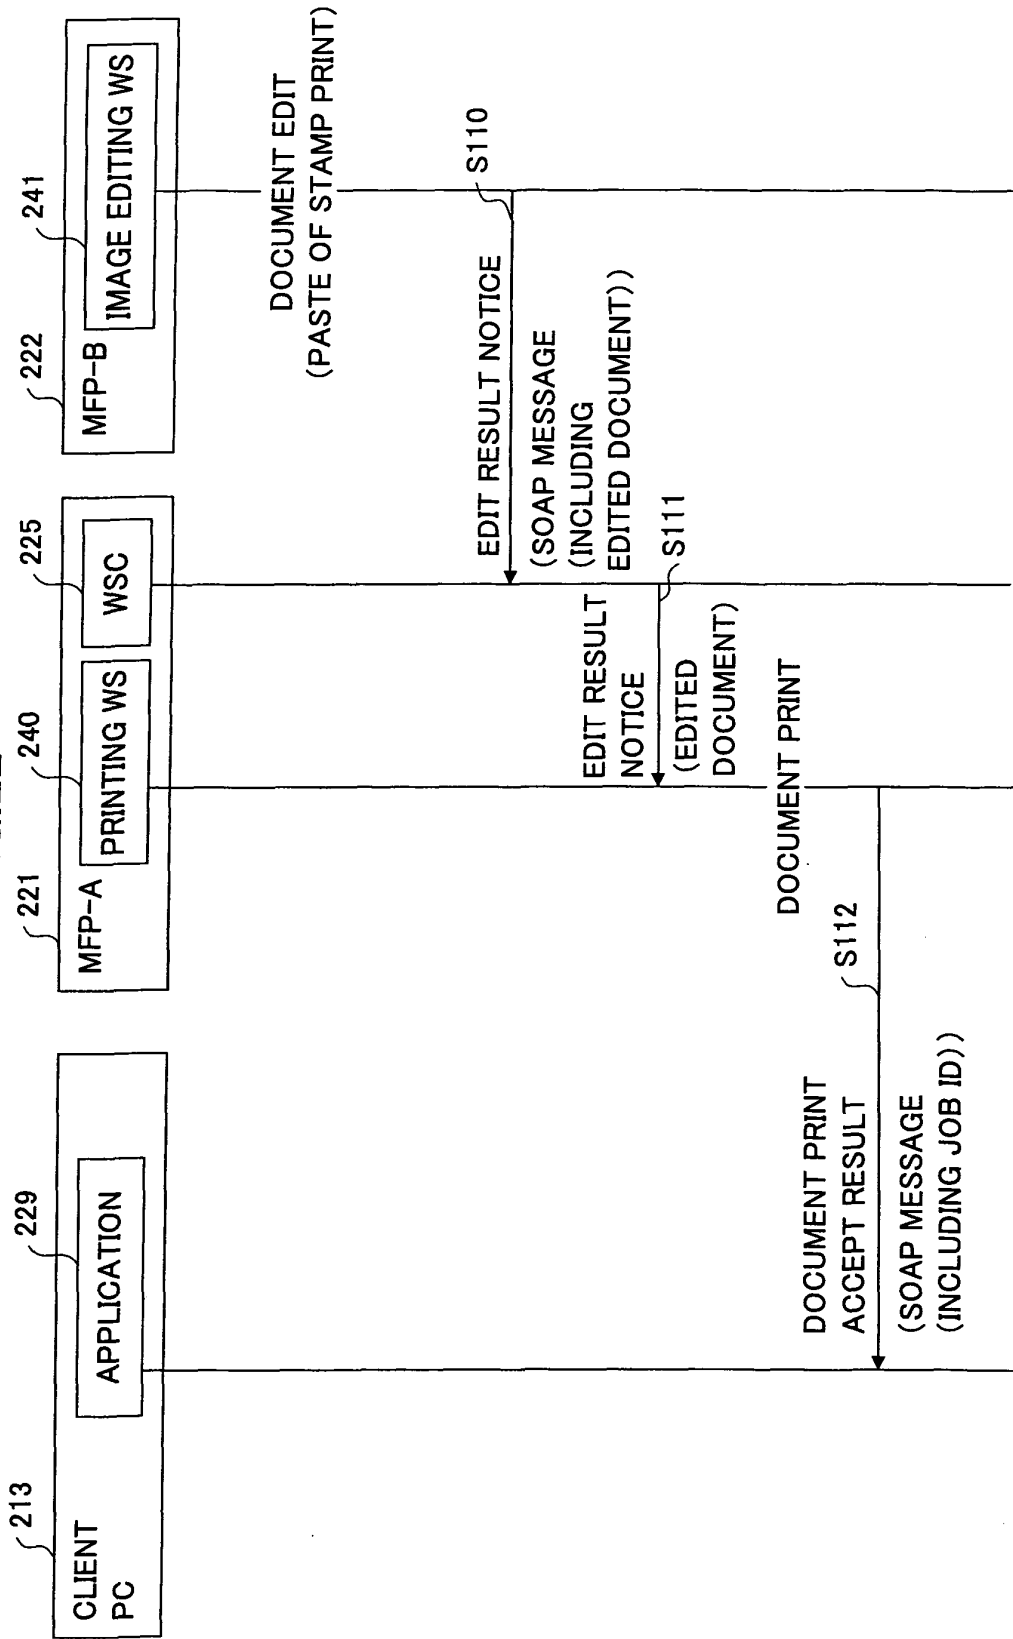 213
CLIENT
PC
229
APPLICATION
221
MFP-A
240
PRINTING WS
225
WSC
222
MFP-B
241
IMAGE EDITING WS
DOCUMENT EDIT
(PASTE OF STAMP PRINT)
S110
EDIT RESULT NOTICE
(SOAP MESSAGE
(INCLUDING
EDITED DOCUMENT))
S111
EDIT RESULT
NOTICE
(EDITED
DOCUMENT)
DOCUMENT PRINT
S112
DOCUMENT PRINT
ACCEPT RESULT
(SOAP MESSAGE
(INCLUDING JOB ID))